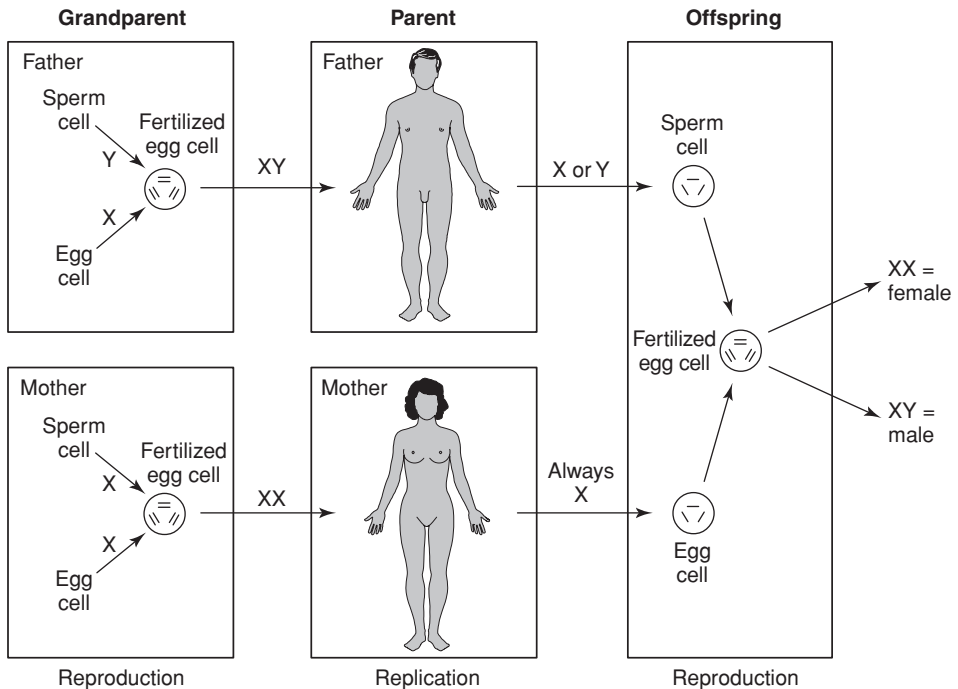 Grandparent
Parent
Offspring
Father
Sperm
cell
Fertilized
egg cell
Y
X
Egg
cell
XY
Father
X or Y
Sperm
cell
Fertilized
egg cell
XX =
female
XY =
male
Mother
Sperm
cell
Fertilized
egg cell
X
X
Egg
cell
XX
Mother
Always
X
Egg
cell
Reproduction
Replication
Reproduction